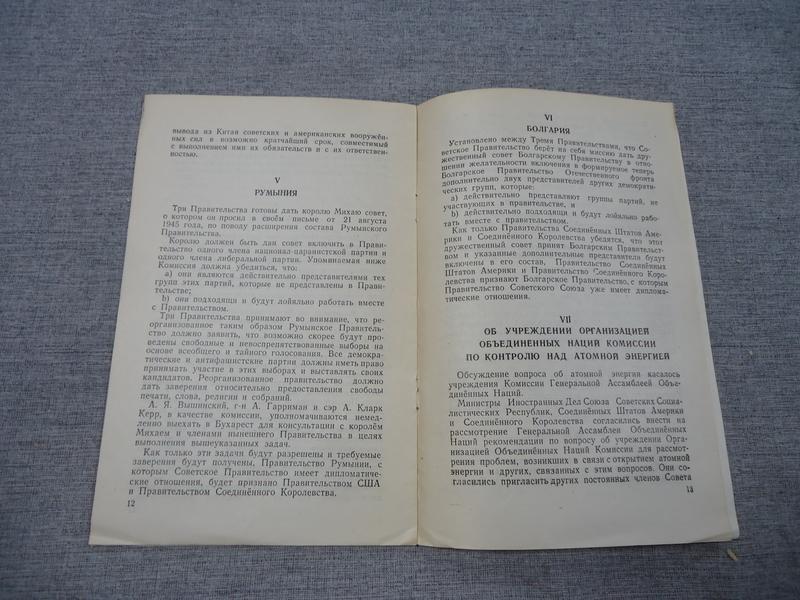 вывода из Китая советских и американских вооружён-
ных сил в возможно кратчайший срок, совместимый
с выполнением ими их обязательств и с их ответствен-
ностью.
V
РУМЫНИЯ
Три Правительства готовы дать королю Михаю совет,
о котором он просил в своём письме от 21 августа
1945 года, по поводу расширения состава Румынского
Правительства.
Королю должен быть дан совет включить в Прави-
тельство одного члена национал-царанистской партии и
одного члена либеральной партии. Упоминаемая ниже
Комиссия должна убедиться, что:
а) они являются действительно представителями тех
групп этих партий, которые не представлены в Прави-
тельстве;
b) они подходящи и будут лойяльно работать вместе
с Правительством.
Три Правительства принимают во внимание, что ре-
организованное таким образом Румынское Правитель-
ство должно заявить, что возможно скорее будут про-
ведены свободные и невоспрепятствованные выборы на
основе всеобщего и тайного голосования. Все демокра-
тические и антифашистские партии должны иметь право
принимать участие в этих выборах и выставлять своих
кандидатов. Реорганизованное правительство должно
дать заверения относительно предоставления свободы
печати, слова, религии и собраний.
А. Я. Вышинский, г-н А. Гарриман и сэр А. Кларк
Керр, в качестве комиссии, уполномачиваются немед-
ленно выехать в Бухарест для консультации с королём
Михаем и членами нынешнего Правительства в целях
выполнения вышеуказанных задач.
Как только эти задачи будут разрешены и требуемые
заверения будут получены, Правительство Румынии, с
которым Советское Правительство имеет дипломатиче-
ские отношения, будет признано Правительством США
и Правительством Соединённого Королевства.
12
VI
БОЛГАРИЯ
Установлено между Тремя Правительствами, что Со-
ветское Правительство берёт на себя миссию дать дру-
жественный совет Болгарскому Правительству в отно-
шении желательности включения в формируемое теперь
Болгарское Правительство Отечественного фронта
дополнительно двух представителей других демократи-
ческих групп, которые:
а) действительно представляют группы партий, не
участвующих в правительстве, и
b) действительно подходящи и будут лойяльно рабо-
тать вместе с правительством.
Как только Правительства Соединённых Штатов Аме-
рики и Соединённого Королевства убедятся, что этот
дружественный совет принят Болгарским Правительст-
вом и указанные дополнительные представители будут
включены в его состав, Правительство Соединённых
Штатов Америки и Правительство Соединённого Коро-
левства признают Болгарское Правительство, с которым
Правительство Советского Союза уже имеет диплома-
тические отношения.
VII
ОБ УЧРЕЖДЕНИИ ОРГАНИЗАЦИЕЙ
ОБЪЕДИНЁННЫХ НАЦИЙ КОМИССИИ
ПО КОНТРОЛЮ НАД АТОМНОЙ ЭНЕРГИЕЙ
Обсуждение вопроса об атомной энергии касалось
учреждения Комиссии Генеральной Ассамблеей Объе-
динённых Наций.
Министры Иностранных Дел Союза Советских Социа-
листических Республик, Соединённых Штатов Америки
и Соединённого Королевства согласились внести на
рассмотрение Генеральной Ассамблеи Объединённых
Наций рекомендации по вопросу об учреждении Орга-
низацией Объединённых Наций Комиссии для рассмот-
рения проблем, возникших в связи с открытием атомной
энергии и других, связанных с этим вопросов. Они со-
гласились пригласить других постоянных членов Совета
13